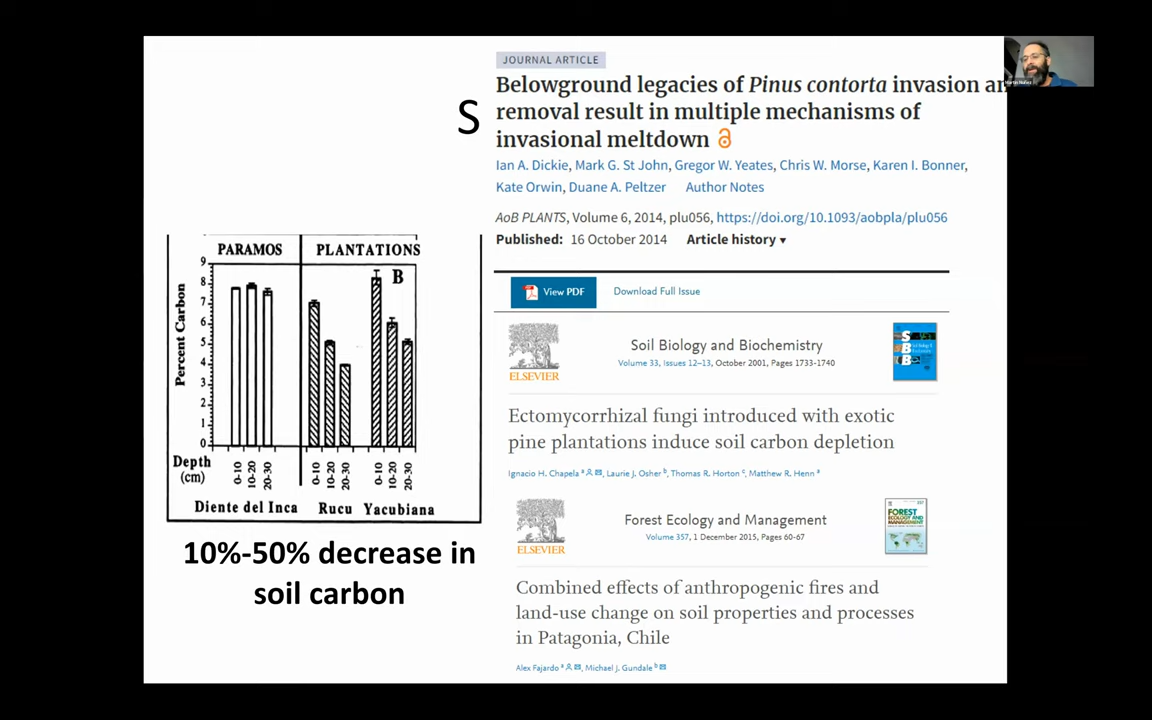 JOURNAL ARTICLE
Belowground legacies of Pinus contorta invasion an
removal result in multiple mechanisms of
invasional meltdown
S
Ian A. Dickie, Mark G. St John, Gregor W. Yeates, Chris W. Morse, Karen I. Bonner,
Kate Orwin, Duane A. Peltzer Author Notes
AoB PLANTS, Volume 6, 2014, plu056, https://doi.org/10.1093/aobpla/plu056
Published: 16 October 2014 Article history
View PDF Download Full Issue
ELSEVIER
Soil Biology and Biochemistry
Volume 33, Issues 12–13, October 2001, Pages 1733-1740
Ectomycorrhizal fungi introduced with exotic
pine plantations induce soil carbon depletion
Ignacio H. Chapela a, Laurie J. Osher b, Thomas R. Horton c, Matthew R. Henn a
ELSEVIER
Forest Ecology and Management
Volume 357, 1 December 2015, Pages 60-67
FOREST ECOLOGY AND MANAGEMENT
Combined effects of anthropogenic fires and
land-use change on soil properties and processes
in Patagonia, Chile
Alex Fajardo a, Michael J. Gundale b
PARAMOS PLANTATIONS
B
Percent Carbon
9
8
7
6
5
4
3
2
1
0
Depth
(cm)
0-10 10-20 20-30 0-10 10-20 20-30 0-10 10-20 20-30
Diente del Inca Rucu Yacubiana
10%-50% decrease in
soil carbon